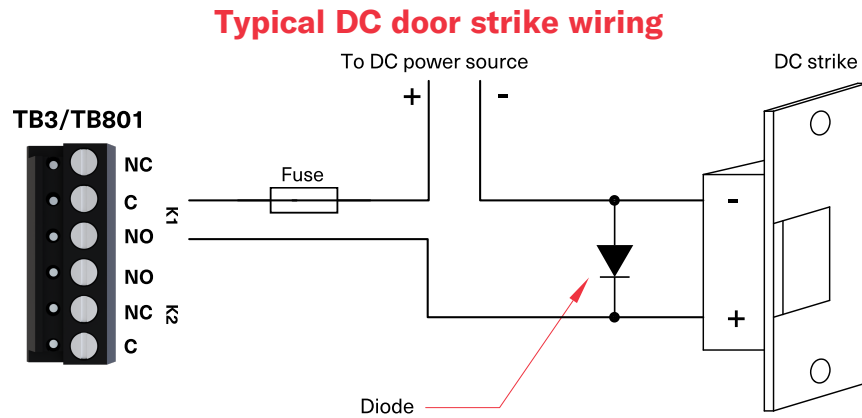 Typical DC door strike wiring
To DC power source
DC strike
+ -
TB3/TB801
NC
Fuse
C
K1
-
NO
NO
NC
K2
+
C
Diode